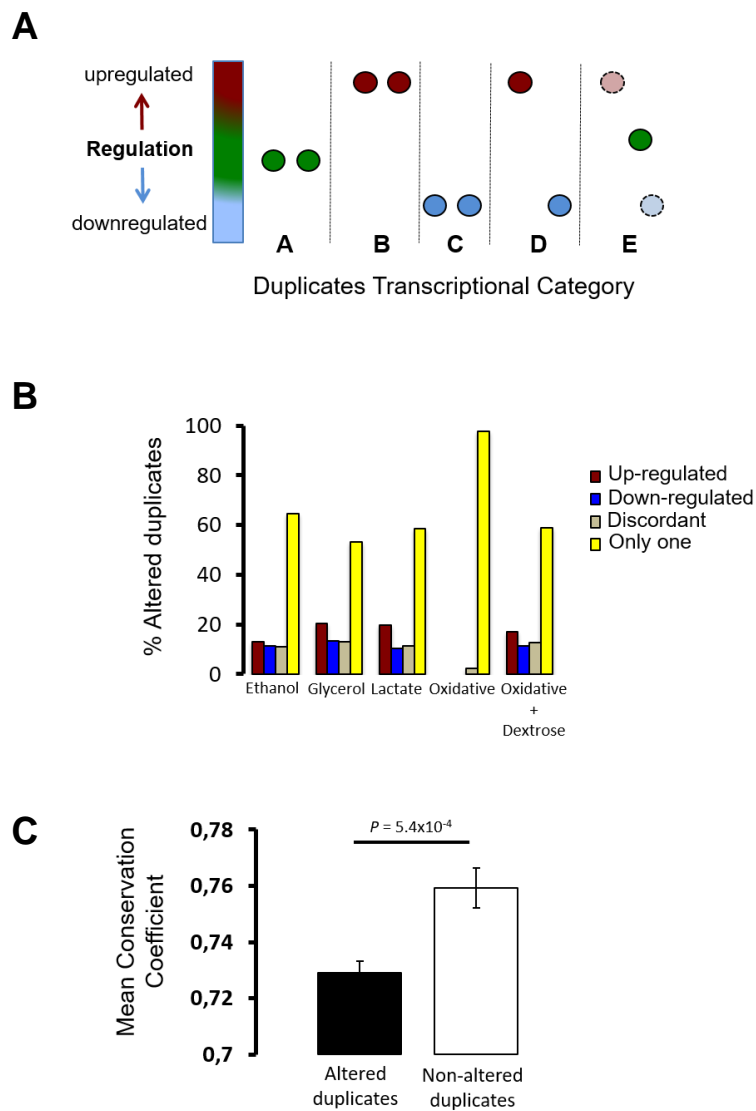 A
upregulated
Regulation
downregulated
A B C D E
Duplicates Transcriptional Category
B
% Altered duplicates
100
80
60
40
20
0
Ethanol Glycerol Lactate Oxidative Oxidative
+
Dextrose
Up-regulated
Down-regulated
Discordant
Only one
C
Mean Conservation
Coefficient
0,78
0,76
0,74
0,72
0,7
P = 5.4x10⁻⁴
Altered
duplicates
Non-altered
duplicates